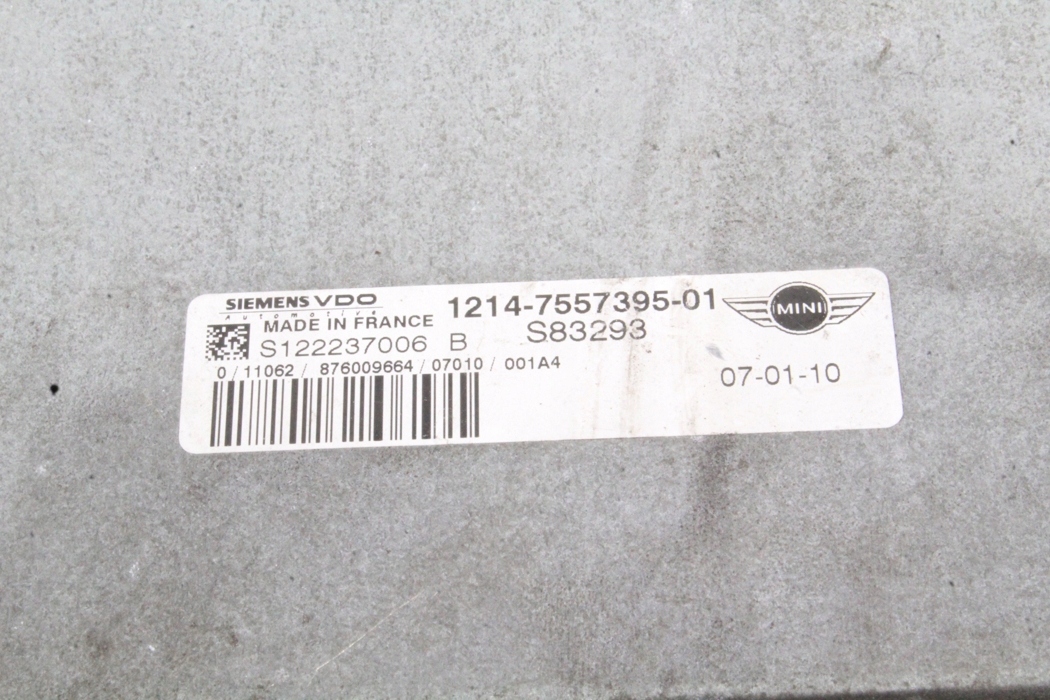 SIEMENS VDO
Automotive
MADE IN FRANCE
S122237006 B
0/11062/ 876009664/07010/001A4
1214-7557395-01
S83293
MINI
07-01-10